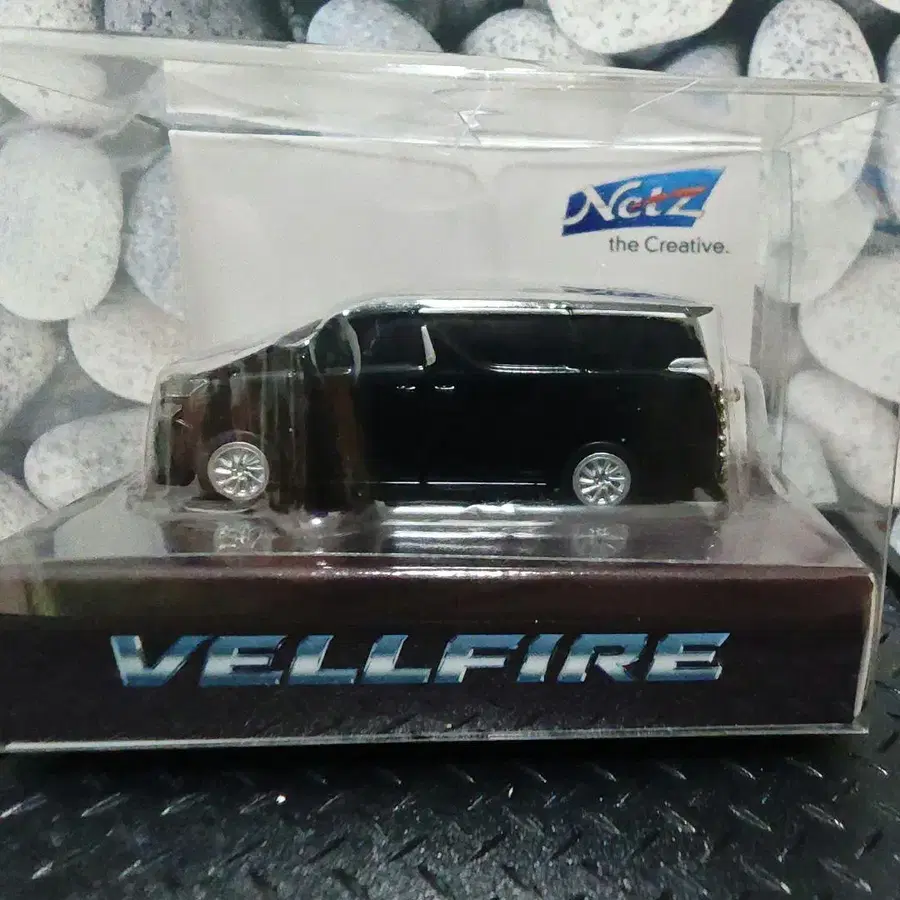 Netz
the Creative.
VELLFIRE